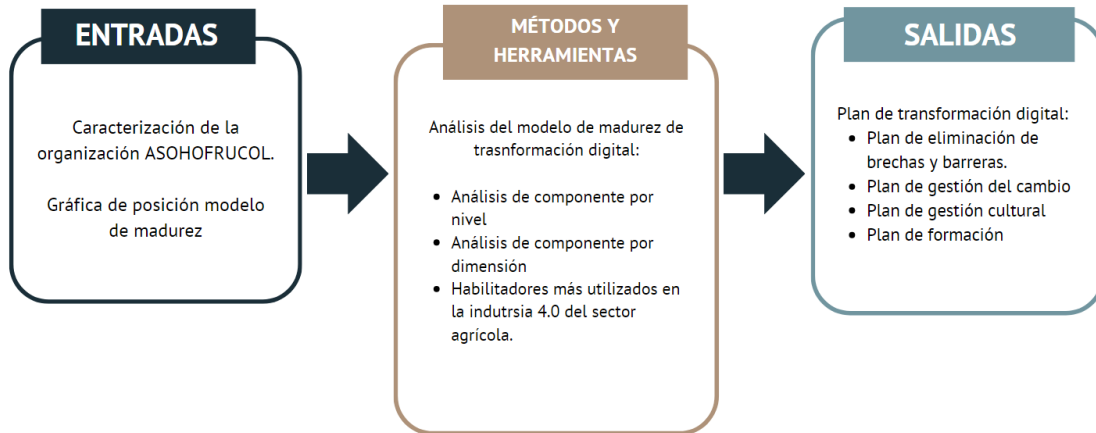 ENTRADAS
Caracterización de la
organización ASOHOFRUCOL.
Gráfica de posición modelo
de madurez
MÉTODOS Y
HERRAMIENTAS
Análisis del modelo de madurez de
trasnformación digital:
• Análisis de componente por
nivel
• Análisis de componente por
dimensión
• Habilitadores más utilizados en
la indutrsia 4.0 del sector
agrícola.
SALIDAS
Plan de transformación digital:
• Plan de eliminación de
brechas y barreras.
• Plan de gestión del cambio
• Plan de gestión cultural
• Plan de formación